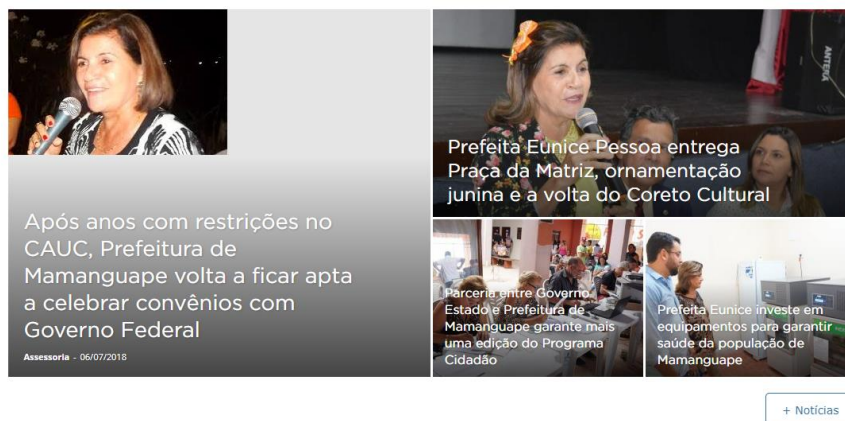 Após anos com restrições no
CAUC, Prefeitura de
Mamanguape volta a ficar apta
a celebrar convênios com
Governo Federal
Assessoria - 06/07/2018
ANTERA
Prefeita Eunice Pessoa entrega
Praça da Matriz, ornamentação
junina e a volta do Coreto Cultural
Parceria entre Governo
Estado e Prefeitura de
Mamanguape garante mais
uma edição do Programa
Cidadão
Prefeita Eunice investe em
equipamentos para garantir
saúde da população de
Mamanguape
+ Notícias